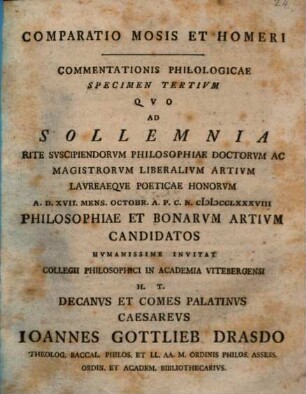 COMPARATIO MOSIS ET HOMERI
COMMENTATIONIS PHILOLOGICAE
SPECIMEN TERTIVM
QVO
AD
SOLLEMNIA
RITE SVSCIPIENDORVM PHILOSOPHIAE DOCTORVM AC
MAGISTRORVM LIBERALIVM ARTIVM
LAVREAEQVE POETICAE HONORVM
A. D. XVII. MENS. OCTOBR. A. P. C. N. cIↃIↃCCLXXXVIII
PHILOSOPHIAE ET BONARVM ARTIVM
CANDIDATOS
HVMANISSIME INVITAT
COLLEGII PHILOSOPHICI IN ACADEMIA VITEBERGENSI
H. T.
DECANVS ET COMES PALATINVS
CAESAREVS
IOANNES GOTTLIEB DRASDO
THEOLOG. BACCAL. PHILOS. ET LL. AA. M. ORDINIS PHILOS. ASSESS.
ORDIN. ET ACADEM. BIBLIOTHECARIVS.